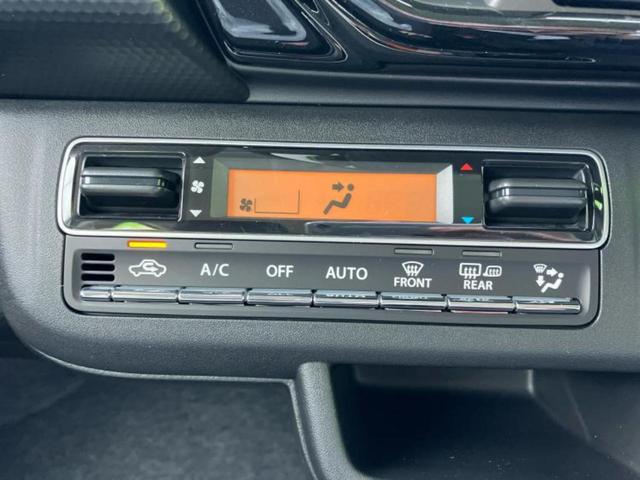 A/C OFF AUTO FRONT REAR